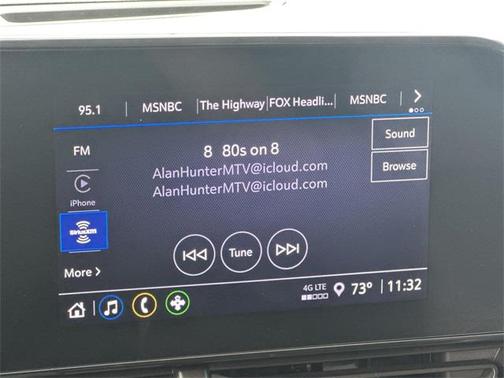 95.1 MSNBC The Highway FOX Headli... MSNBC >
FM
iPhone
SiriusXM
More >
8 80s on 8
AlanHunterMTV@icloud.com
AlanHunterMTV@icloud.com
Sound
Browse
Tune
4G LTE 73° 11:32